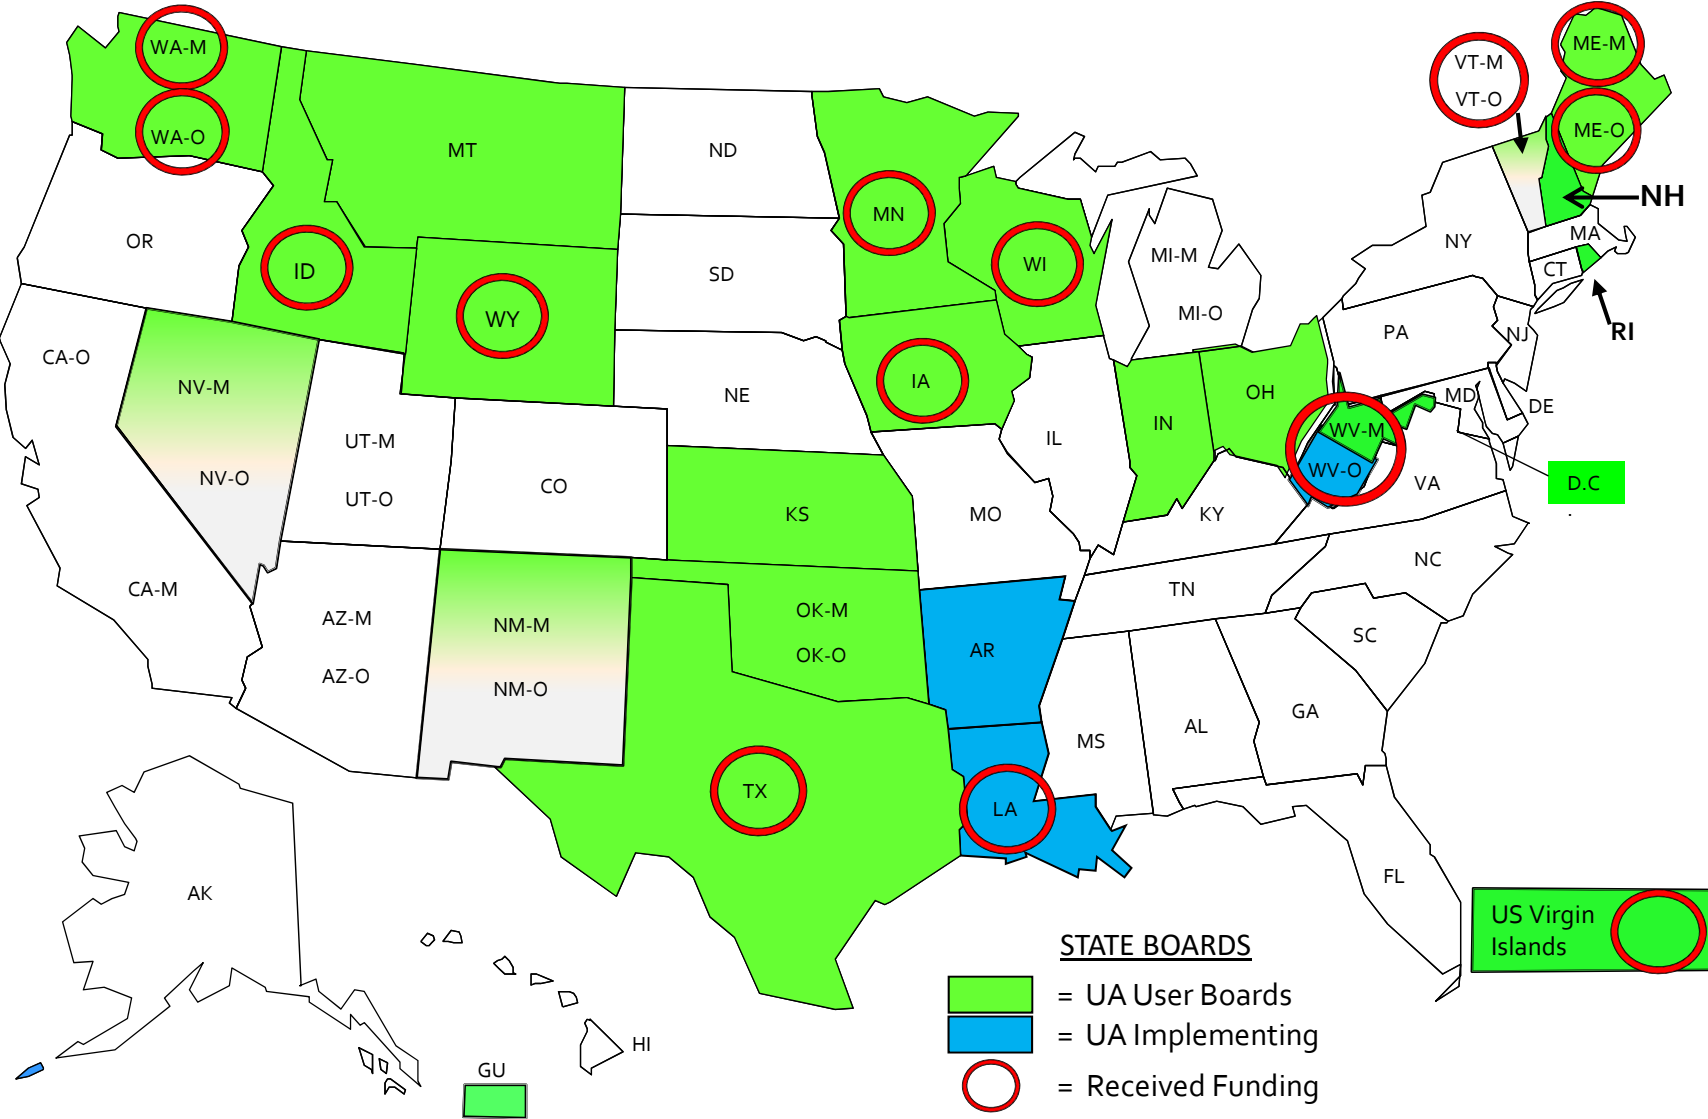 WA-M
WA-O
MT
ND
MN
WI
VT-M
VT-O
ME-M
ME-O
NH
OR
ID
WY
SD
MI-M
MI-O
NY
MA
CT
RI
CA-O
NV-M
NV-O
UT-M
UT-O
NE
IA
IL
IN
OH
PA
NJ
MD
DE
WV-M
WV-O
VA
D.C
.
CO
KS
MO
KY
CA-M
AZ-M
AZ-O
NM-M
NM-O
OK-M
OK-O
AR
TN
NC
SC
TX
LA
MS
AL
GA
FL
AK
HI
GU
US Virgin
Islands
STATE BOARDS
= UA User Boards
= UA Implementing
= Received Funding